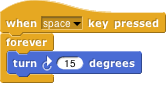 when space key pressed
forever
turn 15 degrees